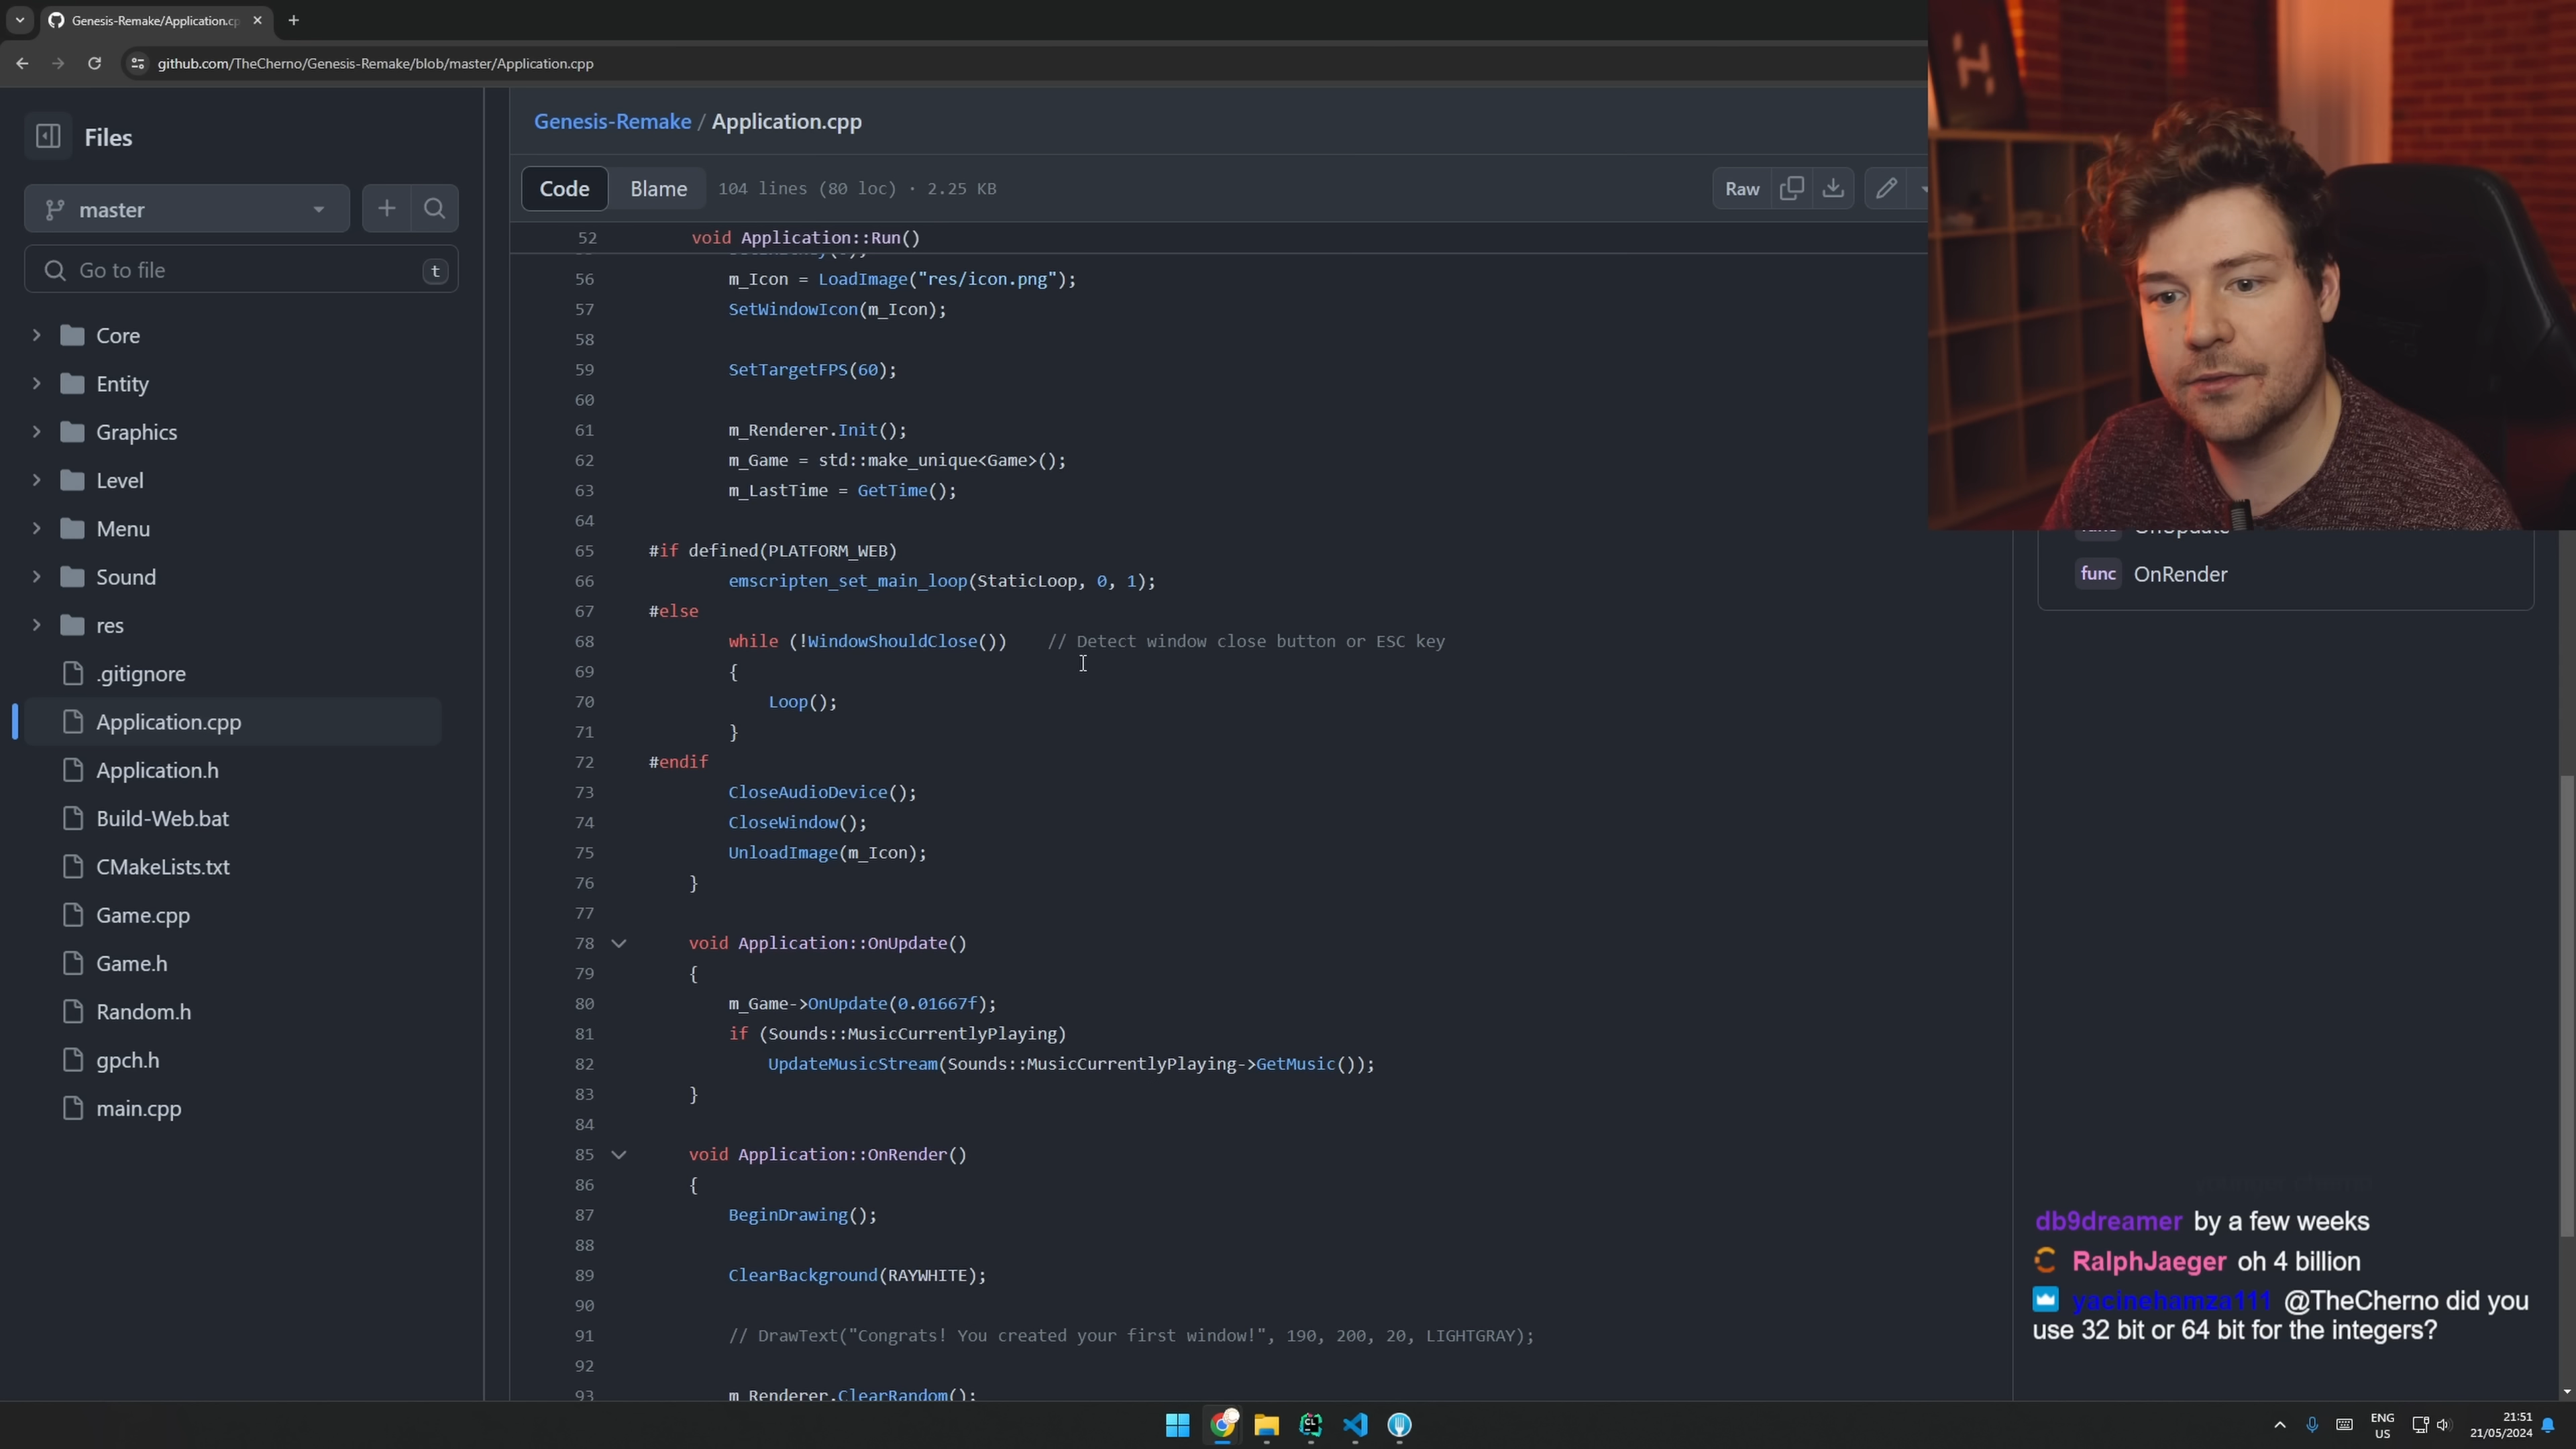 Genesis-Remake/Application.cp
github.com/TheCherno/Genesis-Remake/blob/master/Application.cpp
Files
master
Go to file
t
Core
Entity
Graphics
Level
Menu
Sound
res
.gitignore
Application.cpp
Application.h
Build-Web.bat
CMakeLists.txt
Game.cpp
Game.h
Random.h
gpch.h
main.cpp
Genesis-Remake / Application.cpp
Code Blame 104 lines (80 loc) · 2.25 KB
Raw
52 void Application::Run()
56 m_Icon = LoadImage("res/icon.png");
57 SetWindowIcon(m_Icon);
58
59 SetTargetFPS(60);
60
61 m_Renderer.Init();
62 m_Game = std::make_unique<Game>();
63 m_LastTime = GetTime();
64
65 #if defined(PLATFORM_WEB)
66 emscripten_set_main_loop(StaticLoop, 0, 1);
67 #else
68 while (!WindowShouldClose()) // Detect window close button or ESC key
69 {
70 Loop();
71 }
72 #endif
73 CloseAudioDevice();
74 CloseWindow();
75 UnloadImage(m_Icon);
76 }
77
78 void Application::OnUpdate()
79 {
80 m_Game->OnUpdate(0.01667f);
81 if (Sounds::MusicCurrentlyPlaying)
82 UpdateMusicStream(Sounds::MusicCurrentlyPlaying->GetMusic());
83 }
84
85 void Application::OnRender()
86 {
87 BeginDrawing();
88
89 ClearBackground(RAYWHITE);
90
91 // DrawText("Congrats! You created your first window!", 190, 200, 20, LIGHTGRAY);
92
93 m_Renderer.ClearRandom();
OnUpdate
func OnRender
db9dreamer by a few weeks
RalphJaeger oh 4 billion
yacinehamza111 @TheCherno did you
use 32 bit or 64 bit for the integers?
ENG
US
21:51
21/05/2024